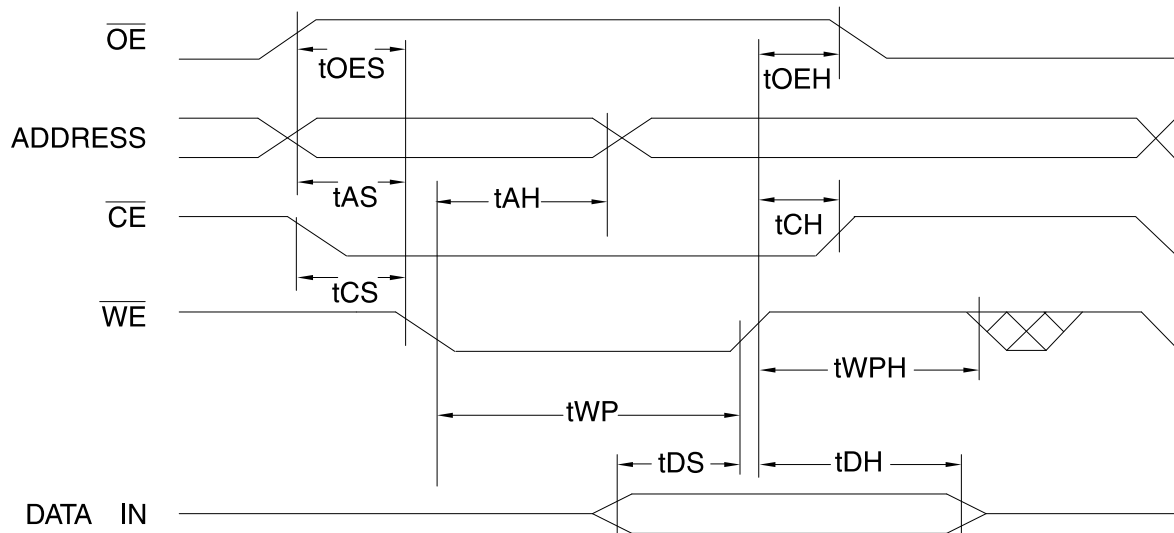 OE
tOES
tOEH
ADDRESS
tAS
tAH
CE
tCH
tCS
WE
tWPH
tWP
tDS
tDH
DATA IN